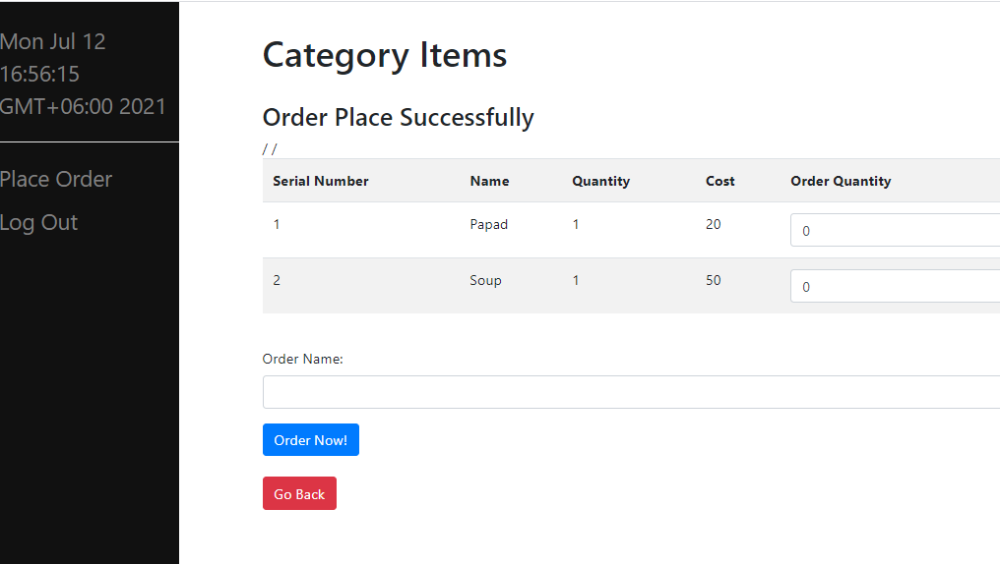 Mon Jul 12
16:56:15
GMT+06:00 2021
Place Order
Log Out
Category Items
Order Place Successfully
/ /
Serial Number Name Quantity Cost Order Quantity
1 Papad 1 20 0
2 Soup 1 50 0
Order Name:
Order Now!
Go Back